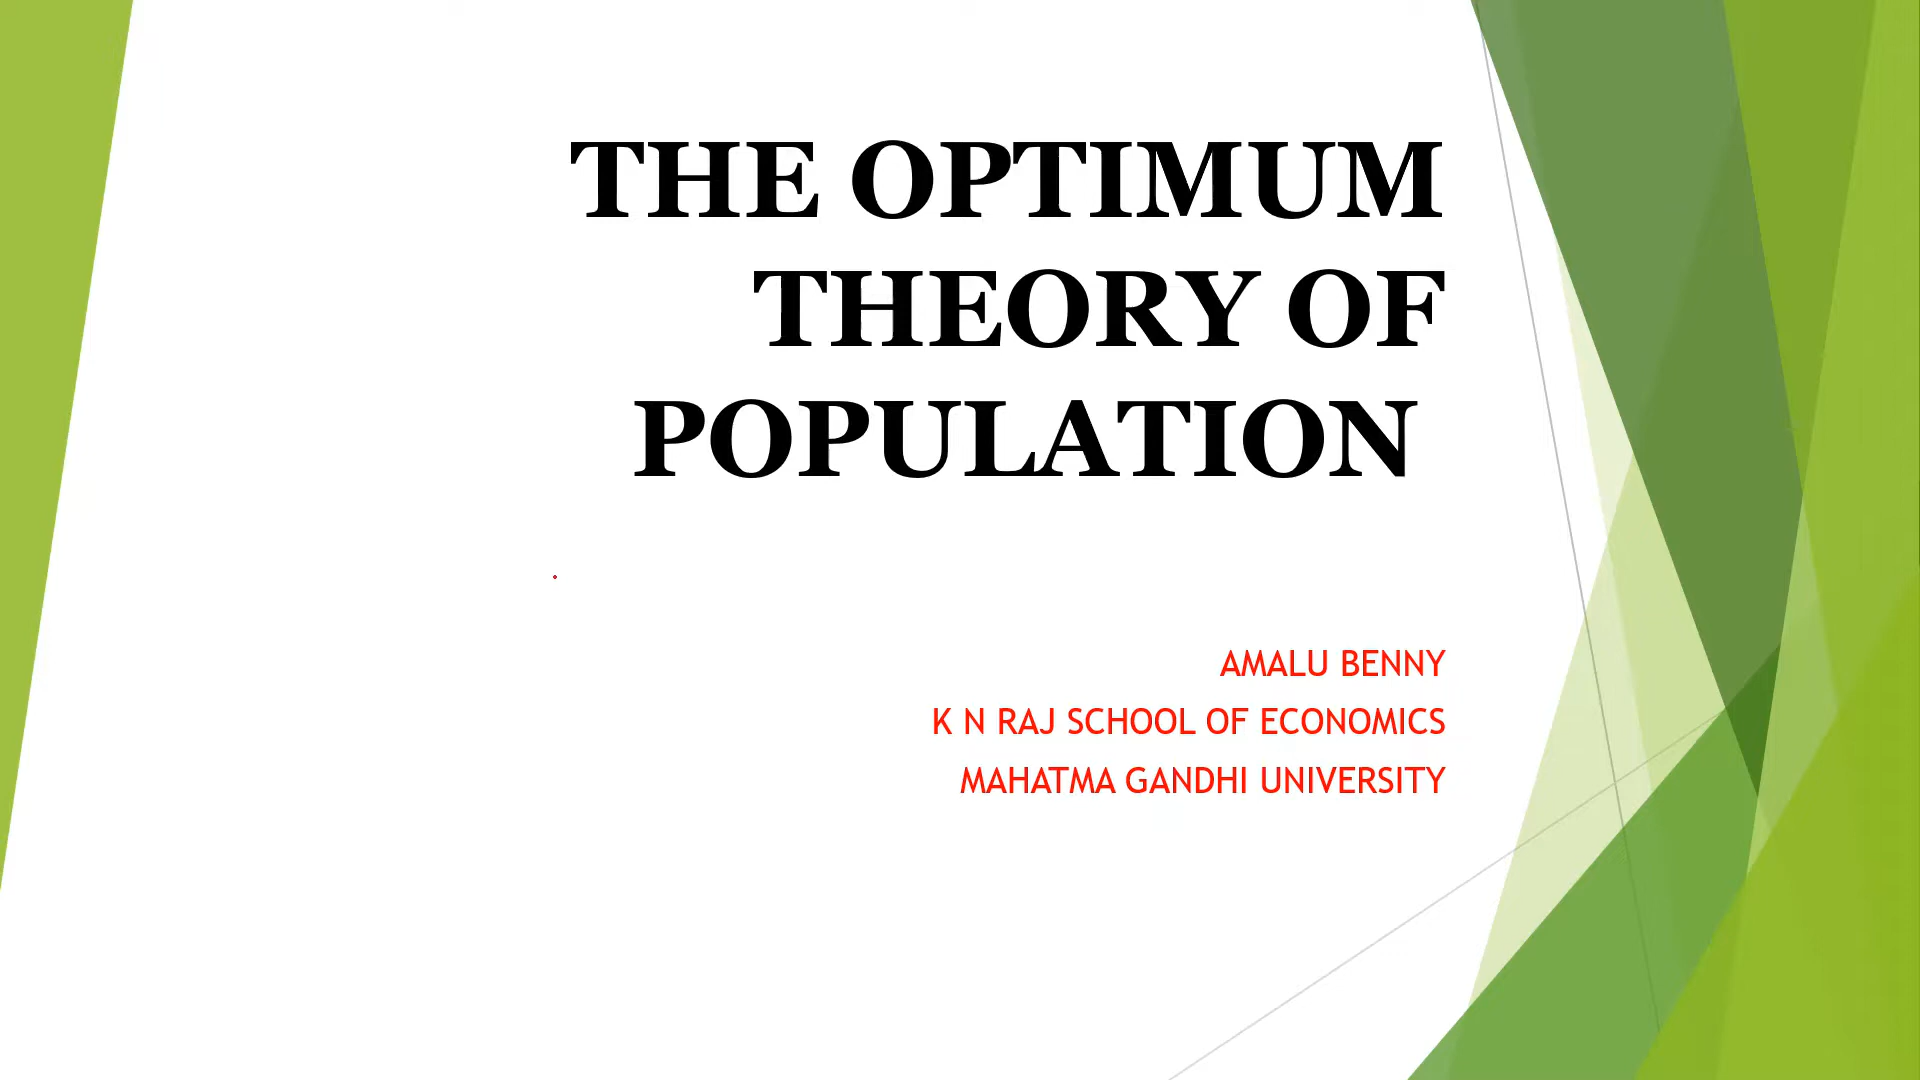 THE OPTIMUM
THEORY OF
POPULATION
AMALU BENNY
K N RAJ SCHOOL OF ECONOMICS
MAHATMA GANDHI UNIVERSITY